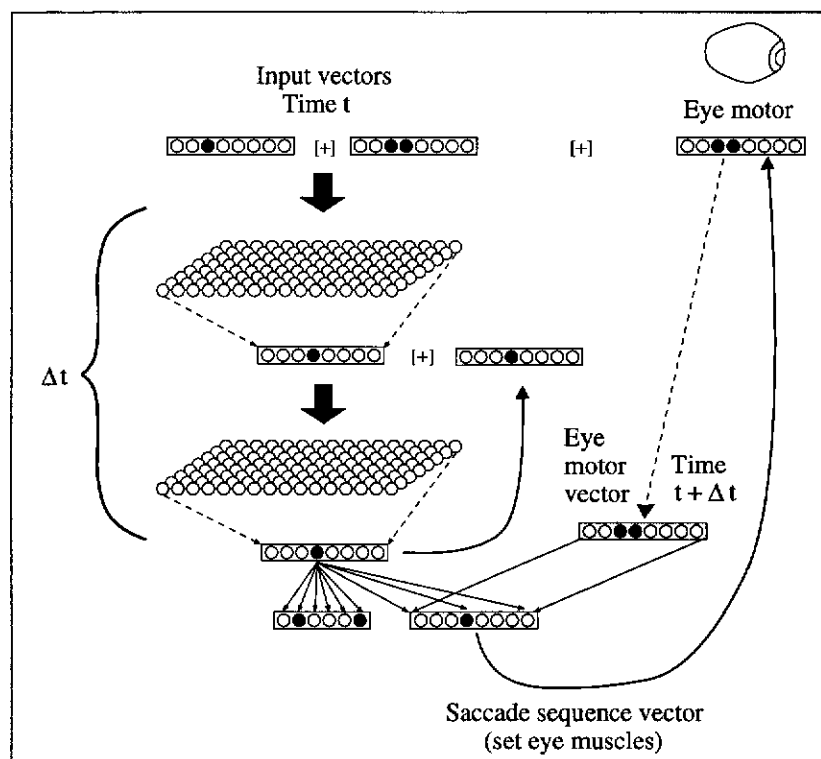 Input vectors
Time t
Eye motor
[+]
[+]
Δt
[+]
Eye
motor
vector
Time
t + Δt
Saccade sequence vector
(set eye muscles)